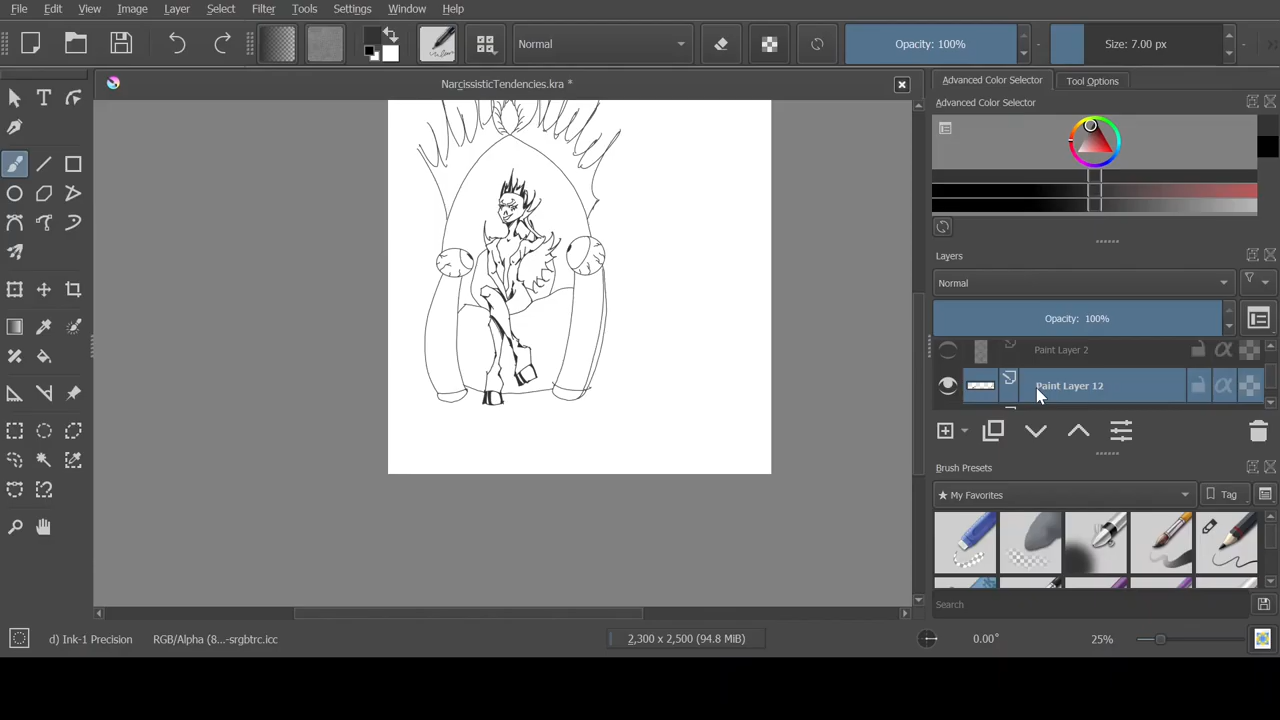 File Edit View Image Layer Select Filter Tools Settings Window Help
Normal
Opacity: 100%
Size: 7.00 px
NarcissisticTendencies.kra *
Advanced Color Selector
Tool Options
Advanced Color Selector
Layers
Normal
Opacity: 100%
Paint Layer 2
Paint Layer 12
Brush Presets
★ My Favorites
Tag
Search
d) Ink-1 Precision
RGB/Alpha (8...-srgbtrc.icc
2,300 x 2,500 (94.8 MiB)
0.00°
25%